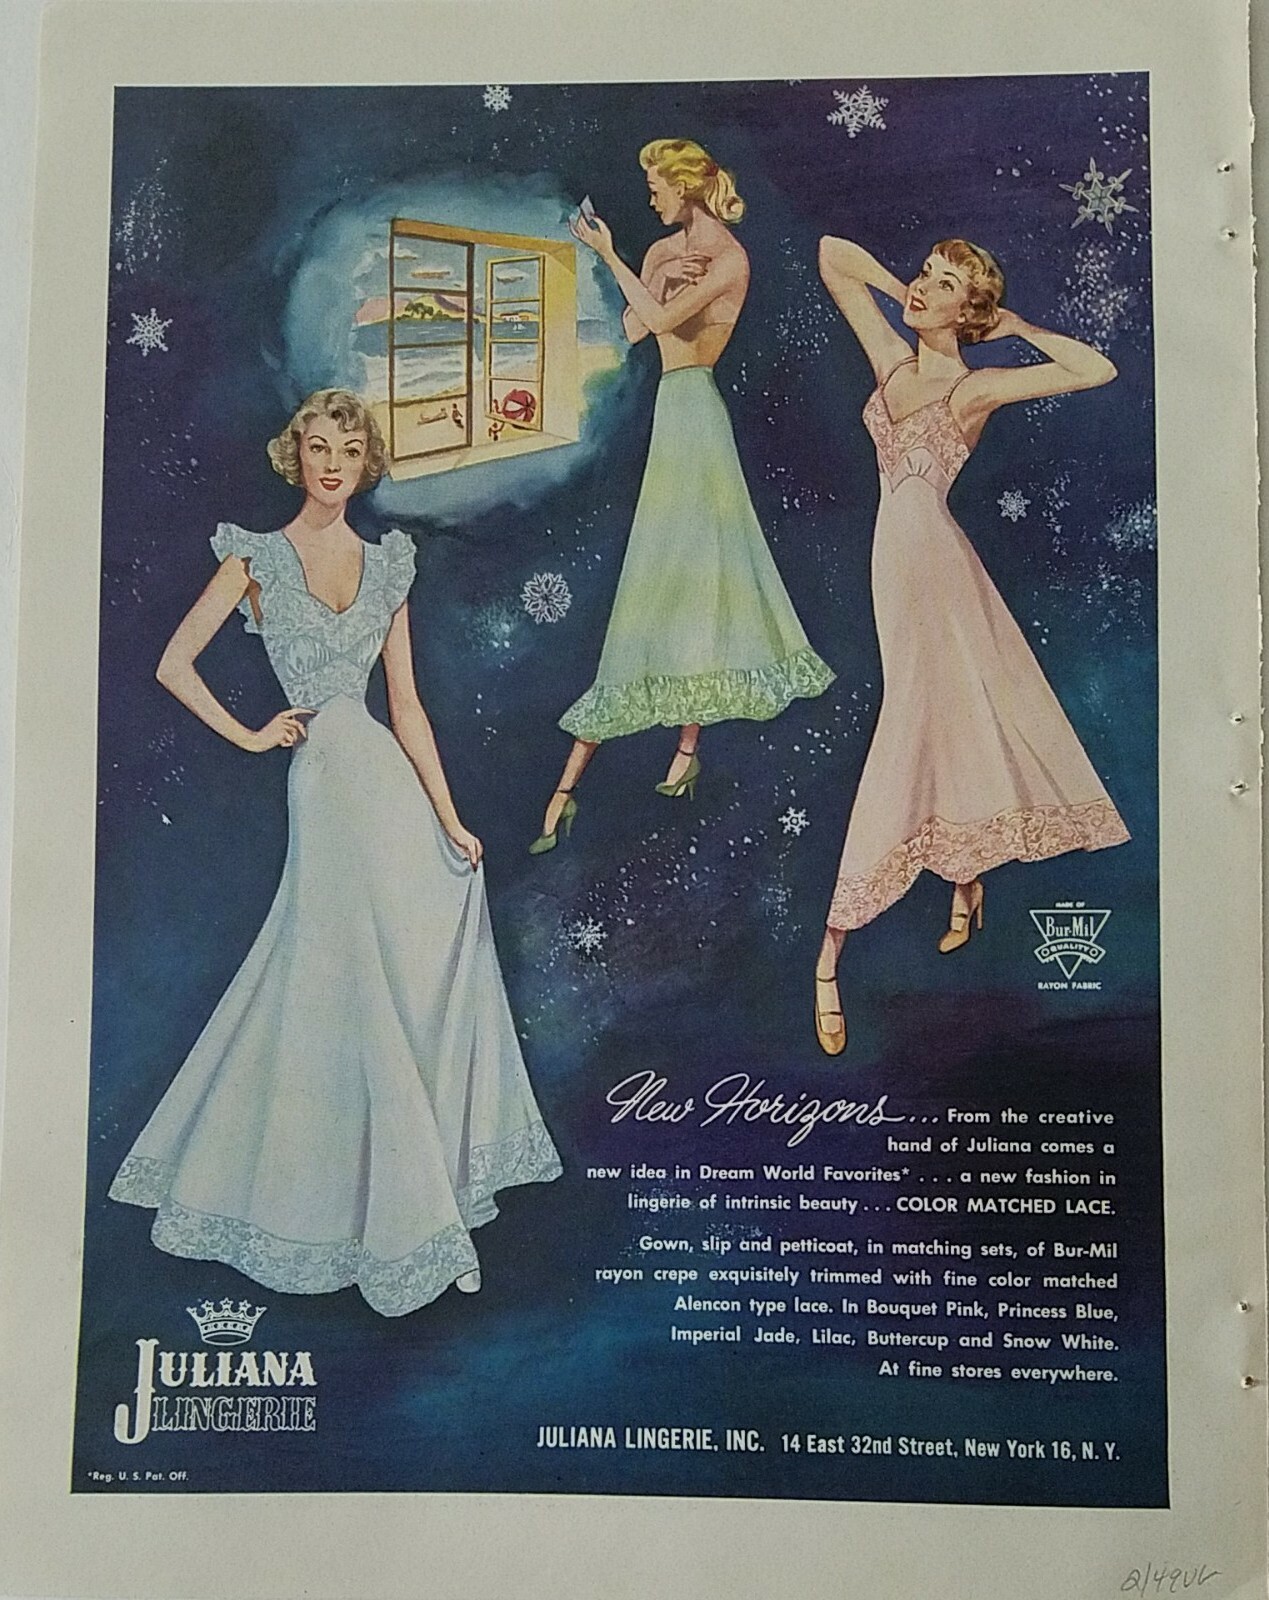 MADE OF
Bur-Mil
QUALITY
RAYON FABRIC
New Horizons... From the creative
hand of Juliana comes a
new idea in Dream World Favorites* . . . a new fashion in
lingerie of intrinsic beauty . . . COLOR MATCHED LACE.
Gown, slip and petticoat, in matching sets, of Bur-Mil
rayon crepe exquisitely trimmed with fine color matched
Alencon type lace. In Bouquet Pink, Princess Blue,
Imperial Jade, Lilac, Buttercup and Snow White.
At fine stores everywhere.
JULIANA
LINGERIE
JULIANA LINGERIE, INC. 14 East 32nd Street, New York 16, N. Y.
*Reg. U. S. Pat. Off.
2/49